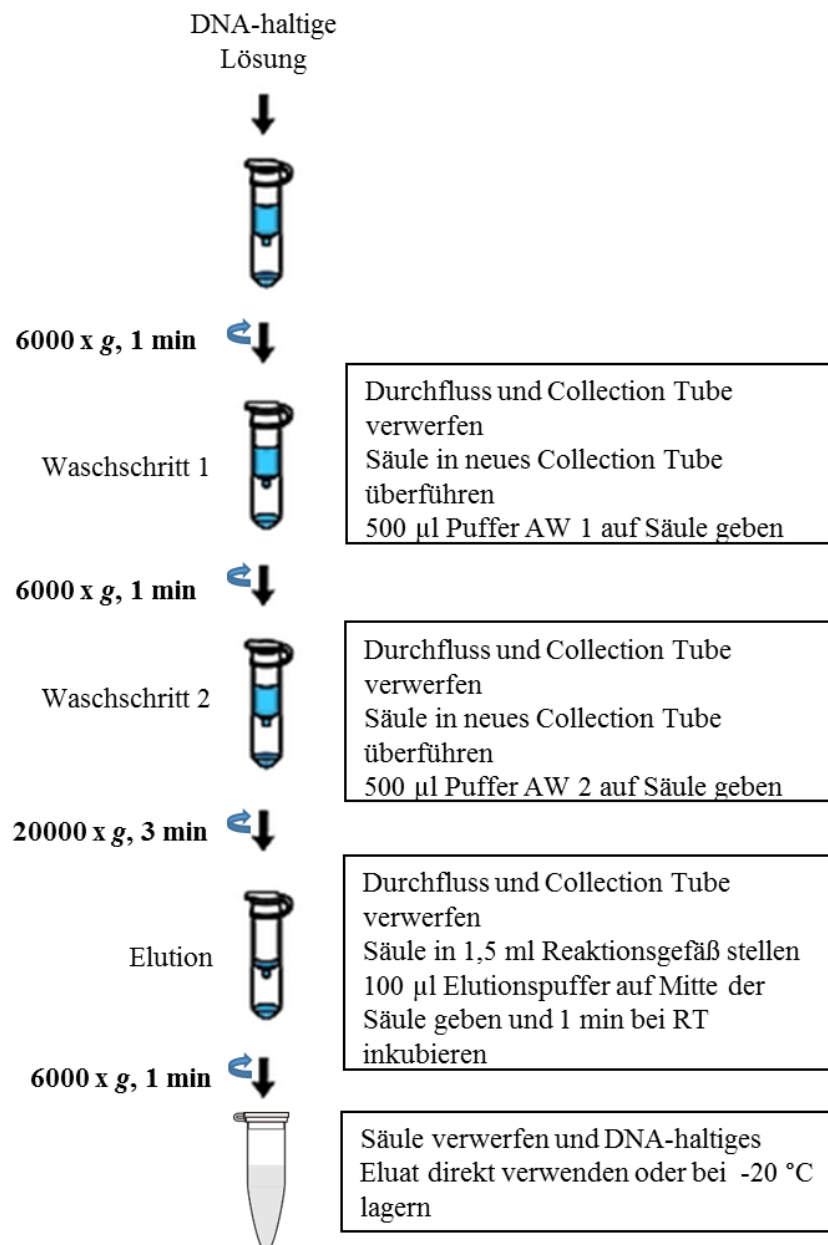 DNA-haltige
Lösung
6000 x g, 1 min
Durchfluss und Collection Tube
verwerfen
Säule in neues Collection Tube
überführen
500 µl Puffer AW 1 auf Säule geben
Waschschritt 1
6000 x g, 1 min
Durchfluss und Collection Tube
verwerfen
Säule in neues Collection Tube
überführen
500 µl Puffer AW 2 auf Säule geben
Waschschritt 2
20000 x g, 3 min
Durchfluss und Collection Tube
verwerfen
Säule in 1,5 ml Reaktionsgefäß stellen
100 µl Elutionspuffer auf Mitte der
Säule geben und 1 min bei RT
inkubieren
Elution
6000 x g, 1 min
Säule verwerfen und DNA-haltiges
Eluat direkt verwenden oder bei -20 °C
lagern